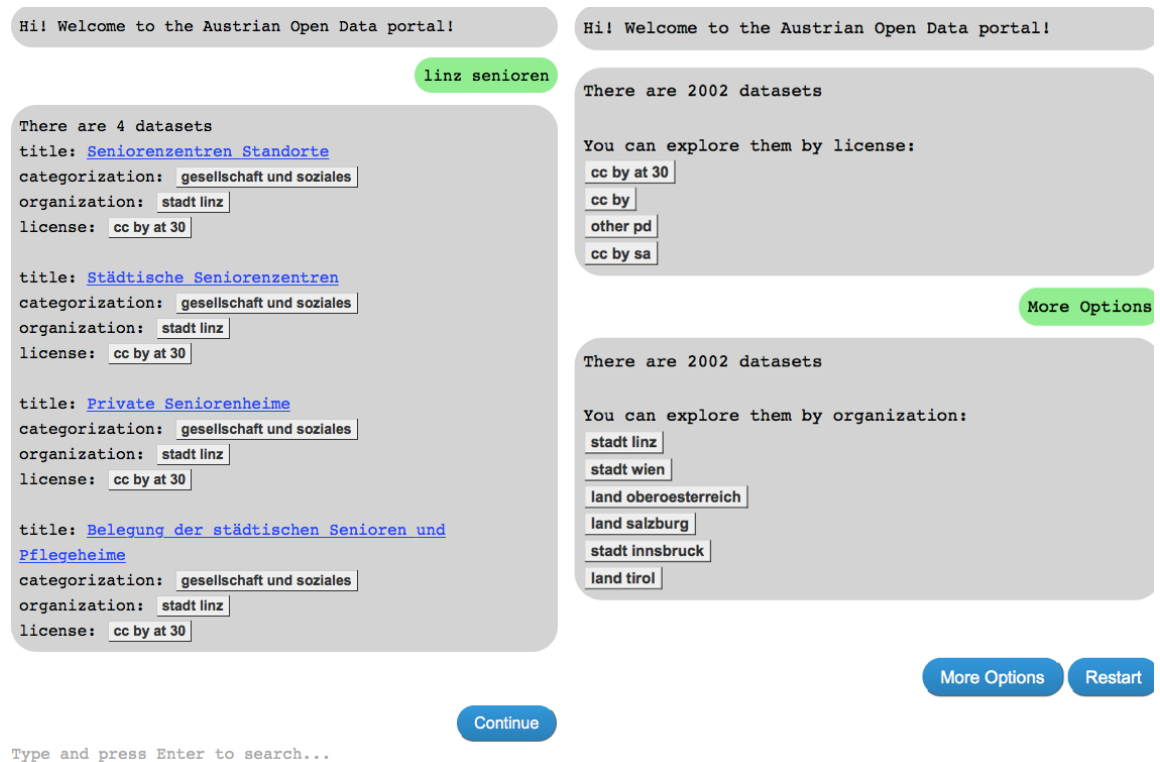 Hi! Welcome to the Austrian Open Data portal!
linz senioren
There are 4 datasets
title: Seniorenzentren Standorte
categorization: gesellschaft und soziales
organization: stadt linz
license: cc by at 30
title: Städtische Seniorenzentren
categorization: gesellschaft und soziales
organization: stadt linz
license: cc by at 30
title: Private Seniorenheime
categorization: gesellschaft und soziales
organization: stadt linz
license: cc by at 30
title: Belegung der städtischen Senioren und
Pflegeheime
categorization: gesellschaft und soziales
organization: stadt linz
license: cc by at 30
Continue
Type and press Enter to search...
Hi! Welcome to the Austrian Open Data portal!
There are 2002 datasets
You can explore them by license:
cc by at 30
cc by
other pd
cc by sa
More Options
There are 2002 datasets
You can explore them by organization:
stadt linz
stadt wien
land oberoesterreich
land salzburg
stadt innsbruck
land tirol
More Options Restart